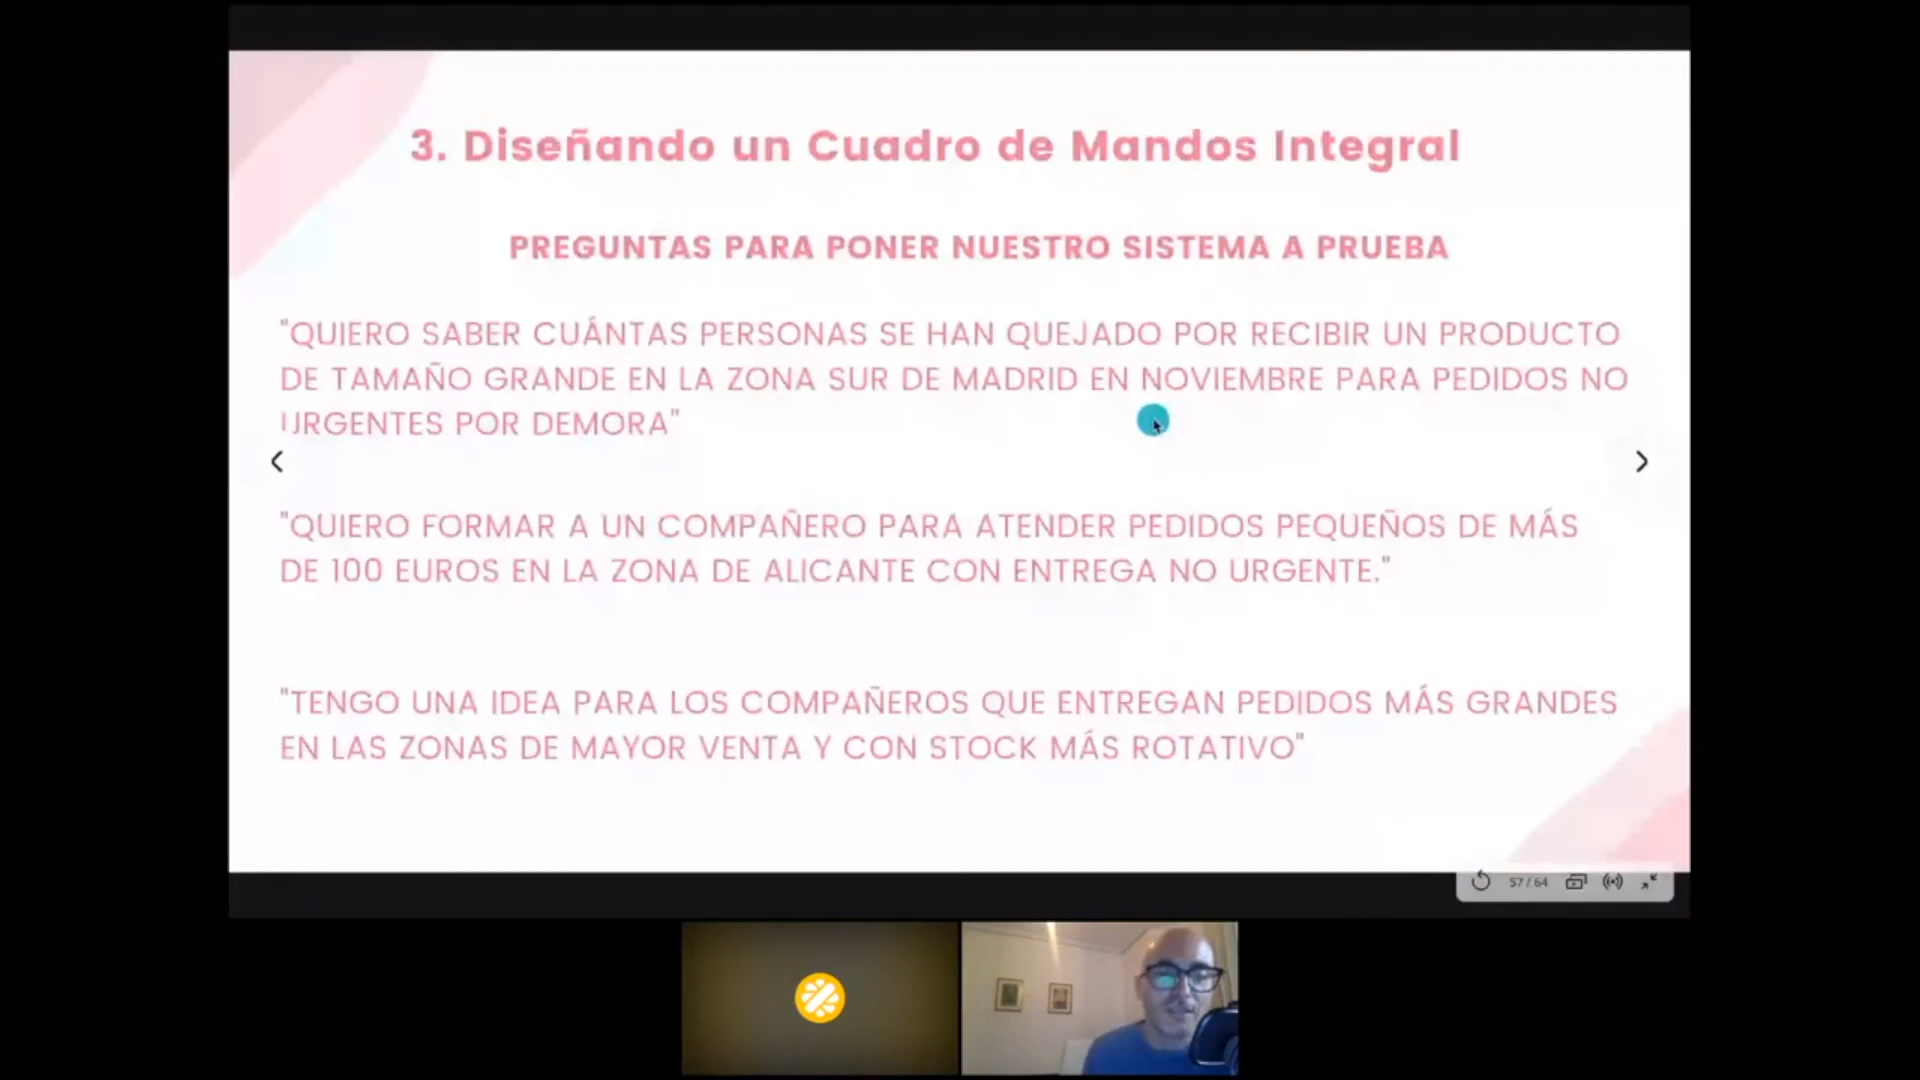 3. Diseñando un Cuadro de Mandos Integral
PREGUNTAS PARA PONER NUESTRO SISTEMA A PRUEBA
"QUIERO SABER CUÁNTAS PERSONAS SE HAN QUEJADO POR RECIBIR UN PRODUCTO
DE TAMAÑO GRANDE EN LA ZONA SUR DE MADRID EN NOVIEMBRE PARA PEDIDOS NO
URGENTES POR DEMORA"
"QUIERO FORMAR A UN COMPAÑERO PARA ATENDER PEDIDOS PEQUEÑOS DE MÁS
DE 100 EUROS EN LA ZONA DE ALICANTE CON ENTREGA NO URGENTE."
"TENGO UNA IDEA PARA LOS COMPAÑEROS QUE ENTREGAN PEDIDOS MÁS GRANDES
EN LAS ZONAS DE MAYOR VENTA Y CON STOCK MÁS ROTATIVO"
57 / 64